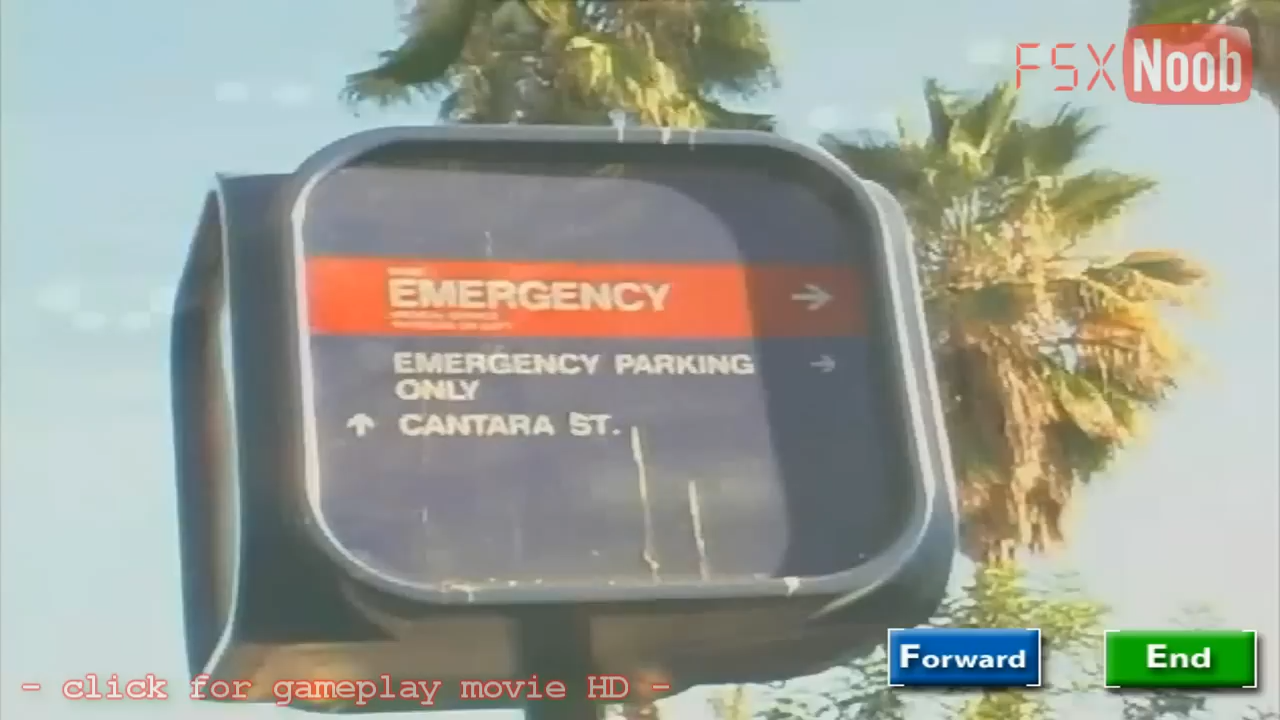 FSX Noob
EMERGENCY
EMERGENCY PARKING
ONLY
CANTARA ST.
Forward
End
- click for gameplay movie HD -